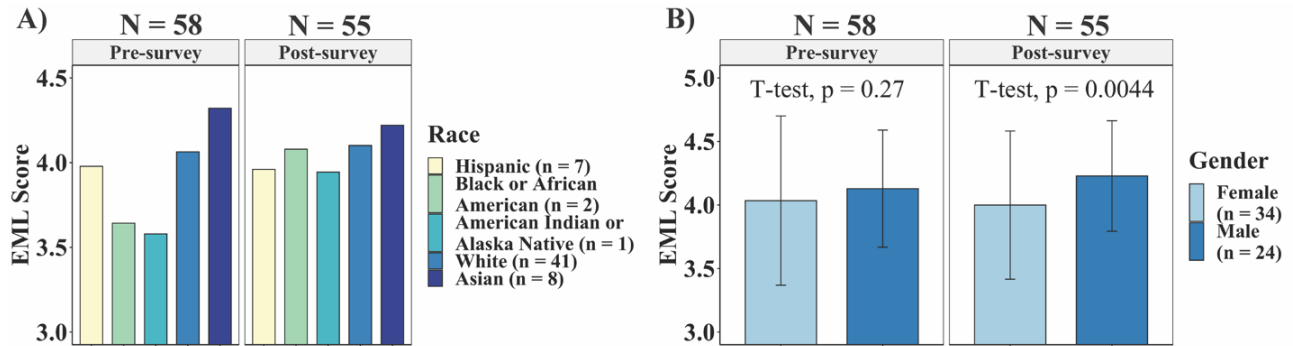 A)
N = 58
N = 55
Pre-survey
Post-survey
4.5
4.0
3.5
3.0
EML Score
Race
Hispanic (n = 7)
Black or African
American (n = 2)
American Indian or
Alaska Native (n = 1)
White (n = 41)
Asian (n = 8)
B)
N = 58
N = 55
Pre-survey
Post-survey
5.0
4.5
4.0
3.5
3.0
EML Score
T-test, p = 0.27
T-test, p = 0.0044
Gender
Female
(n = 34)
Male
(n = 24)